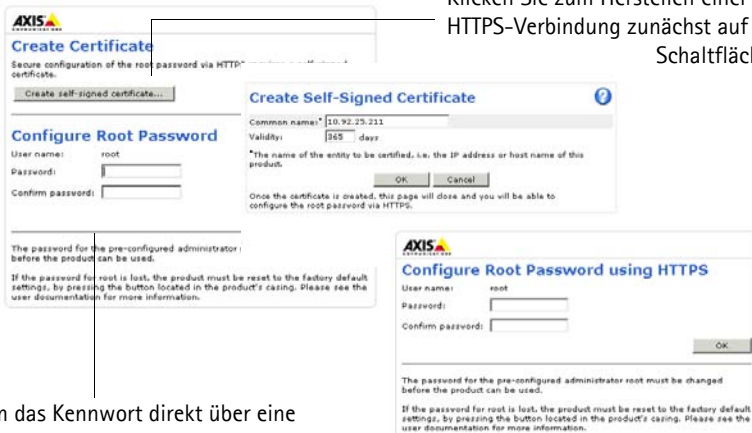 Klicken Sie zum Herstellen einer
HTTPS-Verbindung zunächst auf
AXIS
COMMUNICATIONS
Create Certificate
Secure configuration of the root password via
certificate.
Create self-signed certificate...
Configure Root Password
User name: root
Password:
Confirm password:
The password for the pre-configured administrator
before the product can be used.
If the password for root is lost, the product must be reset to the factory default
settings, by pressing the button located in the product's casing. Please see the
user documentation for more information.
Create Self-Signed Certificate
Common name:* 10.92.25.211
Validity: 365 days
*The name of the entity to be certified, i.e. the IP address or host name of this
product.
OK Cancel
Once the certificate is created, this page will close and you will be able to
configure the root password via HTTPS.
AXIS
COMMUNICATIONS
Configure Root Password using HTTPS
User name: root
Password:
Confirm password:
OK
The password for the pre-configured administrator root must be changed
before the product can be used.
If the password for root is lost, the product must be reset to the factory default
settings, by pressing the button located in the product's casing. Please see the
user documentation for more information.
das Kennwort direkt über eine